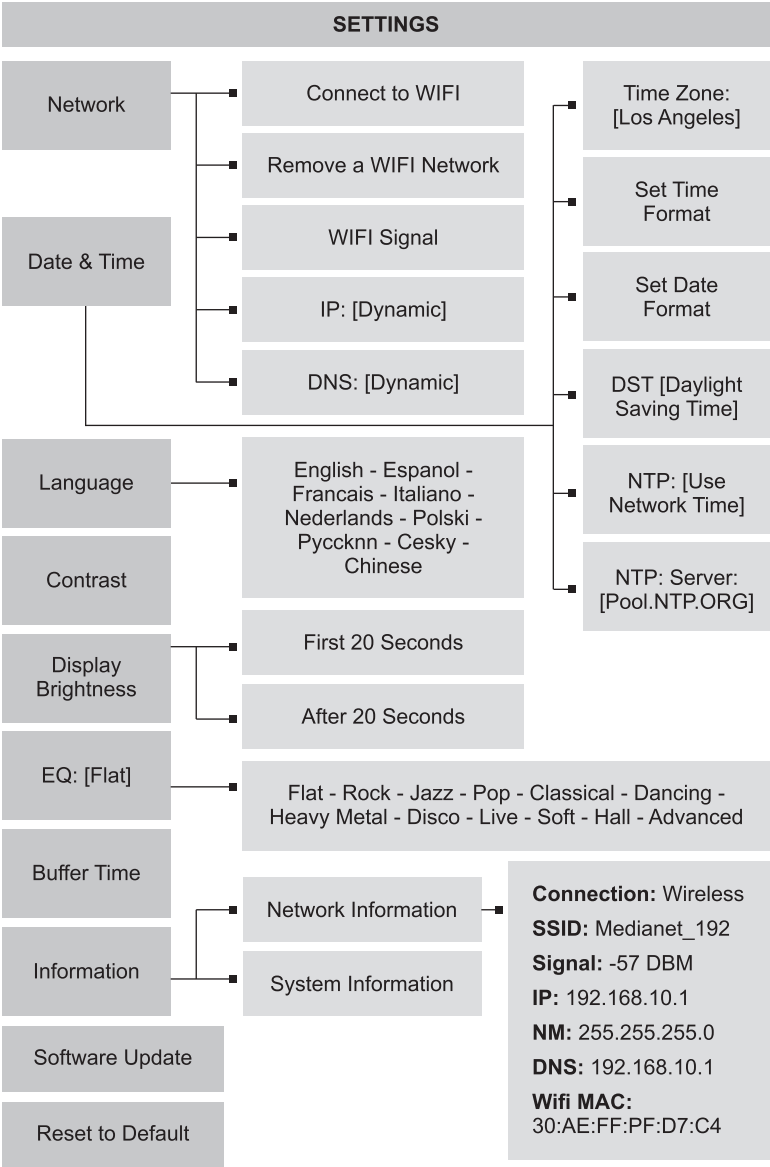 SETTINGS
Network
Connect to WIFI
Remove a WIFI Network
WIFI Signal
IP: [Dynamic]
DNS: [Dynamic]
Date & Time
Time Zone:
[Los Angeles]
Set Time
Format
Set Date
Format
DST [Daylight
Saving Time]
NTP: [Use
Network Time]
NTP: Server:
[Pool.NTP.ORG]
Language
English - Espanol -
Francais - Italiano -
Nederlands - Polski -
Pyccknn - Cesky -
Chinese
Contrast
Display
Brightness
First 20 Seconds
After 20 Seconds
EQ: [Flat]
Flat - Rock - Jazz - Pop - Classical - Dancing -
Heavy Metal - Disco - Live - Soft - Hall - Advanced
Buffer Time
Information
Network Information
System Information
Connection: Wireless
SSID: Medianet_192
Signal: -57 DBM
IP: 192.168.10.1
NM: 255.255.255.0
DNS: 192.168.10.1
Wifi MAC:
30:AE:FF:PF:D7:C4
Software Update
Reset to Default